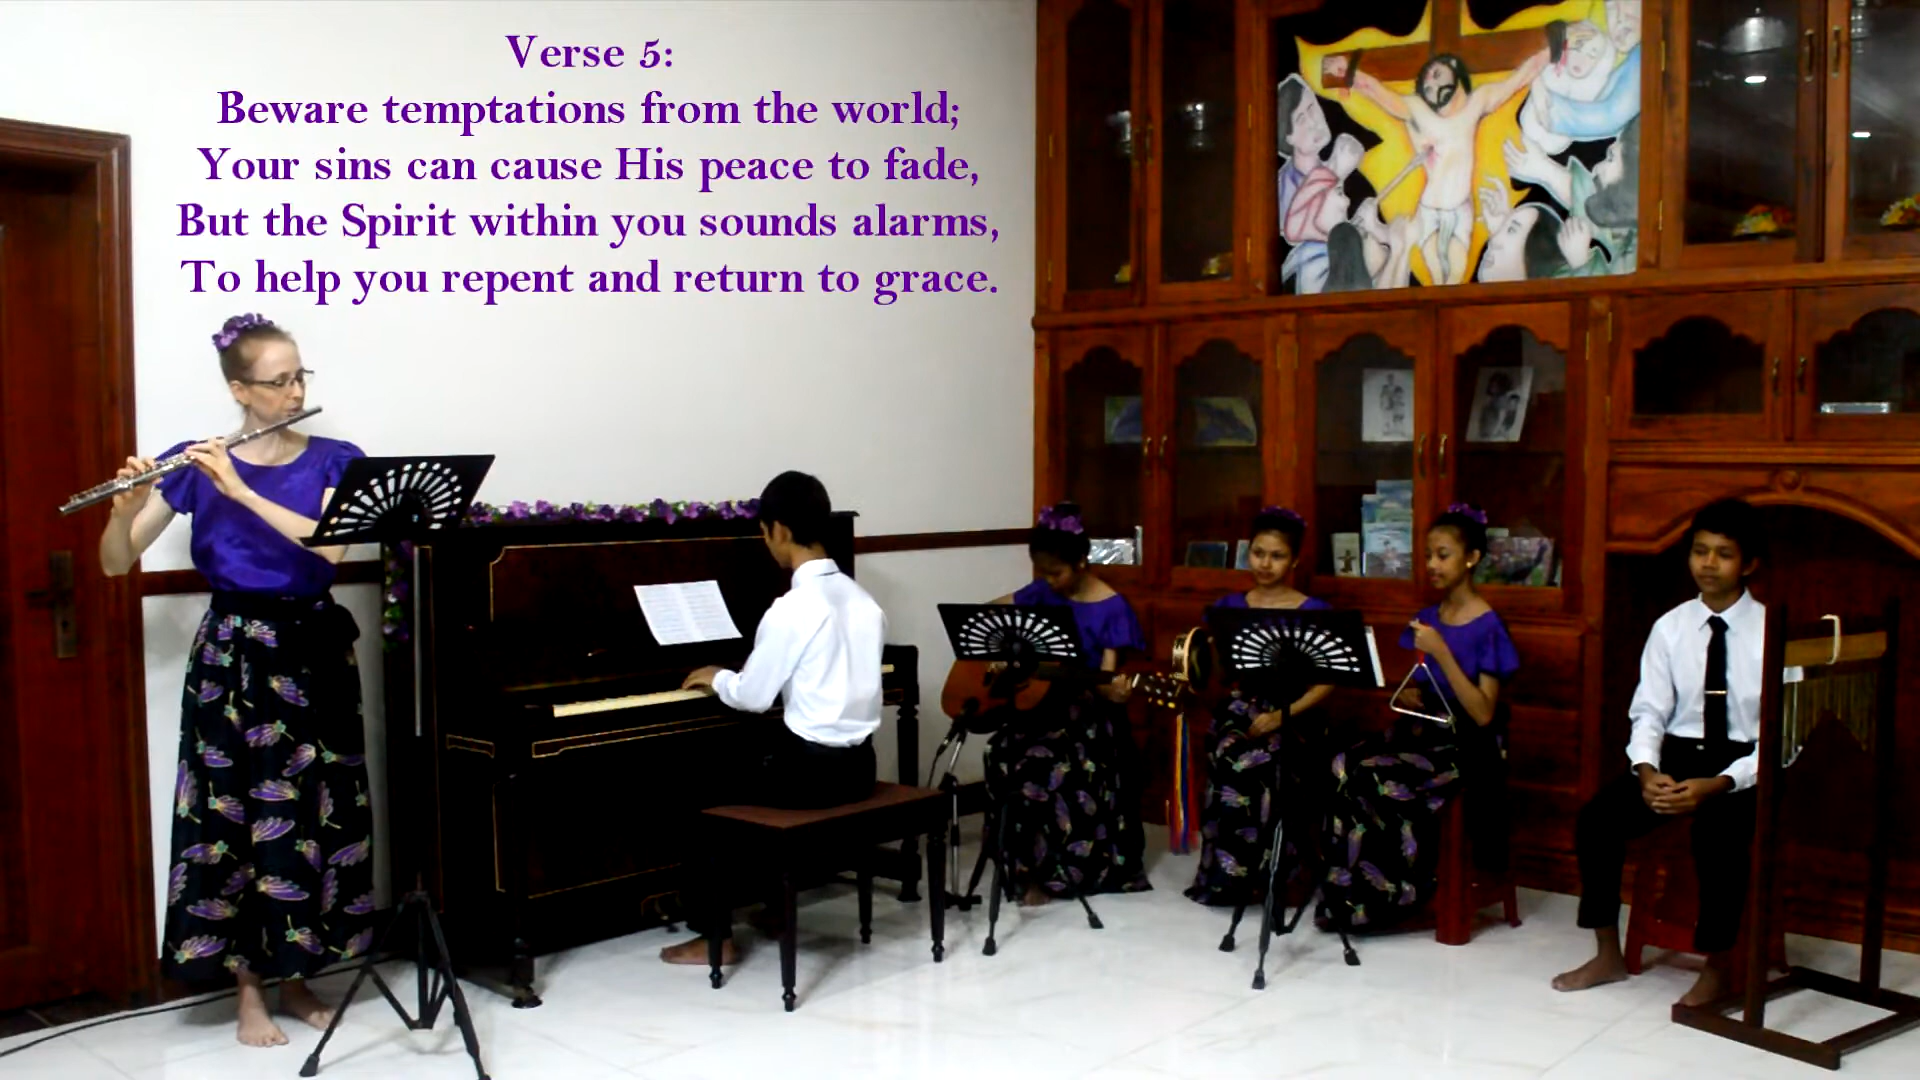 Verse 5:
Beware temptations from the world;
Your sins can cause His peace to fade,
But the Spirit within you sounds alarms,
To help you repent and return to grace.